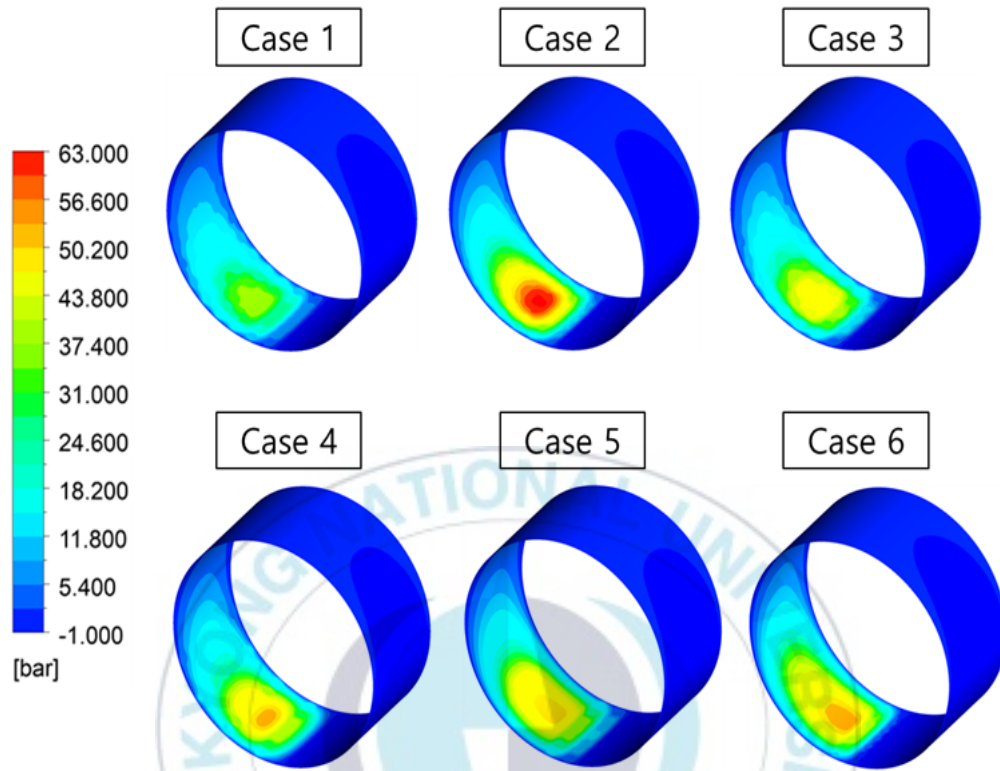 Case 1
Case 2
Case 3
63.000
56.600
50.200
43.800
37.400
31.000
24.600
18.200
11.800
5.400
-1.000
[bar]
Case 4
Case 5
Case 6
NATIONAL